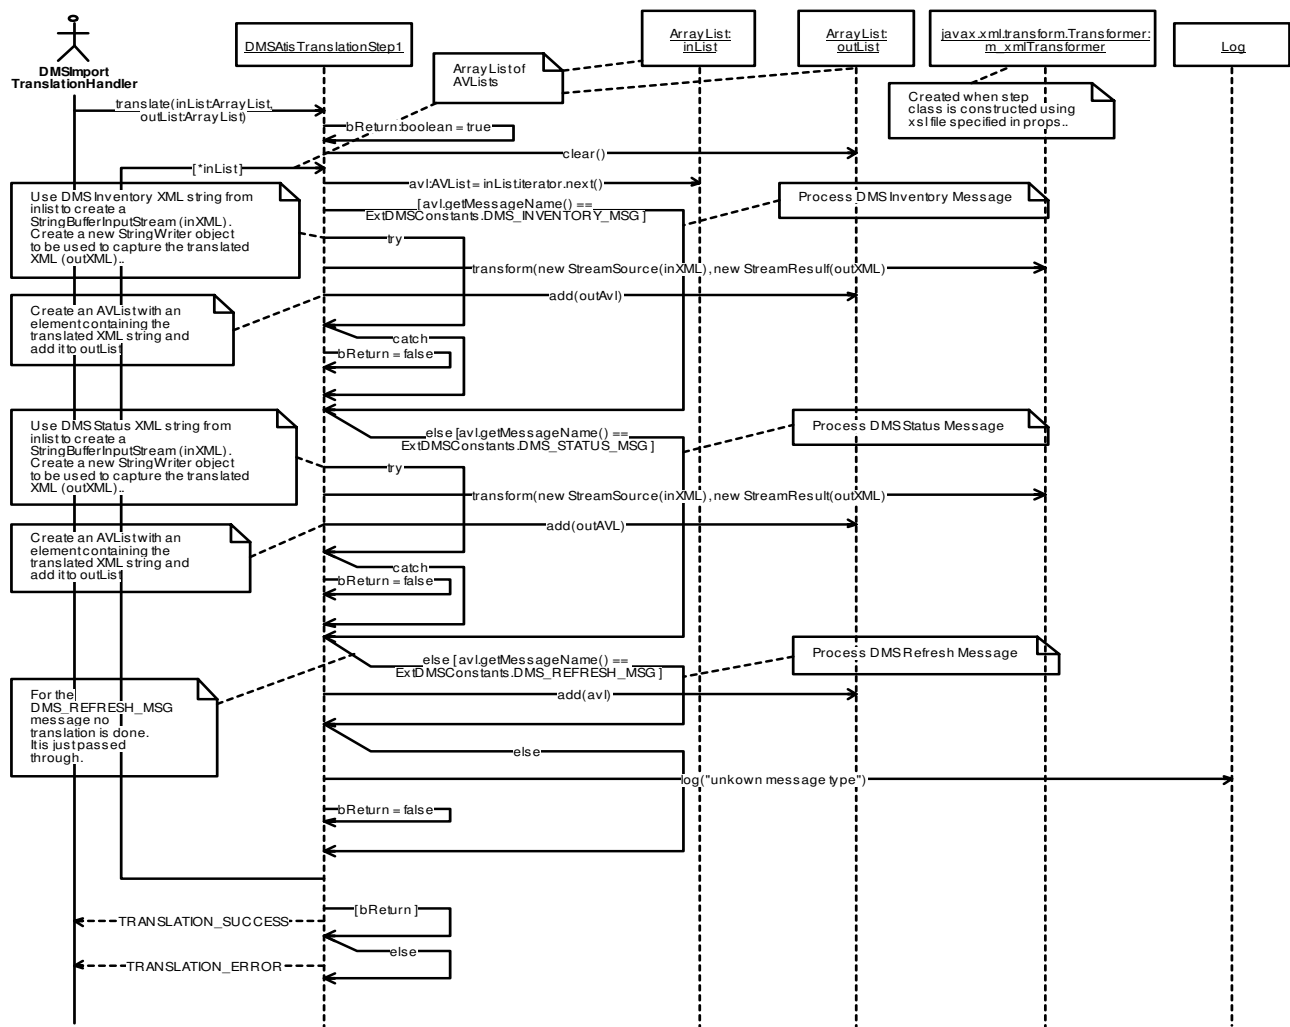 DMSImport
TranslationHandler
DMSAtisTranslationStep1
ArrayList:
inList
ArrayList:
outList
javax.xml.transform.Transformer:
m_xmlTransformer
Log
ArrayList of
AVLists
Created when step
class is constructed using
xsl file specified in props..
translate(inList:ArrayList,
outList:ArrayList)
bReturn:boolean = true
clear()
[*inList]
avl:AVList = inList.iterator.next()
Use DMS Inventory XML string from
inlist to create a
StringBufferInputStream (inXML).
Create a new StringWriter object
to be used to capture the translated
XML (outXML)..
[avl.getMessageName() ==
ExtDMSConstants.DMS_INVENTORY_MSG]
Process DMS Inventory Message
try
transform(new StreamSource(inXML), new StreamResulf(outXML)
add(outAvl)
Create an AVList with an
element containing the
translated XML string and
add it to outList
catch
bReturn = false
Use DMS Status XML string from
inlist to create a
StringBufferInputStream (inXML).
Create a new StringWriter object
to be used to capture the translated
XML (outXML)..
else [avl.getMessageName() ==
ExtDMSConstants.DMS_STATUS_MSG]
Process DMS Status Message
try
transform(new StreamSource(inXML), new StreamResult(outXML)
add(outAVL)
Create an AVList with an
element containing the
translated XML string and
add it to outList
catch
bReturn = false
else [avl.getMessageName() ==
ExtDMSConstants.DMS_REFRESH_MSG]
Process DMS Refresh Message
add(avl)
For the
DMS_REFRESH_MSG
message no
translation is done.
It is just passed
through.
else
log("unkown message type")
bReturn = false
[bReturn]
TRANSLATION_SUCCESS
else
TRANSLATION_ERROR